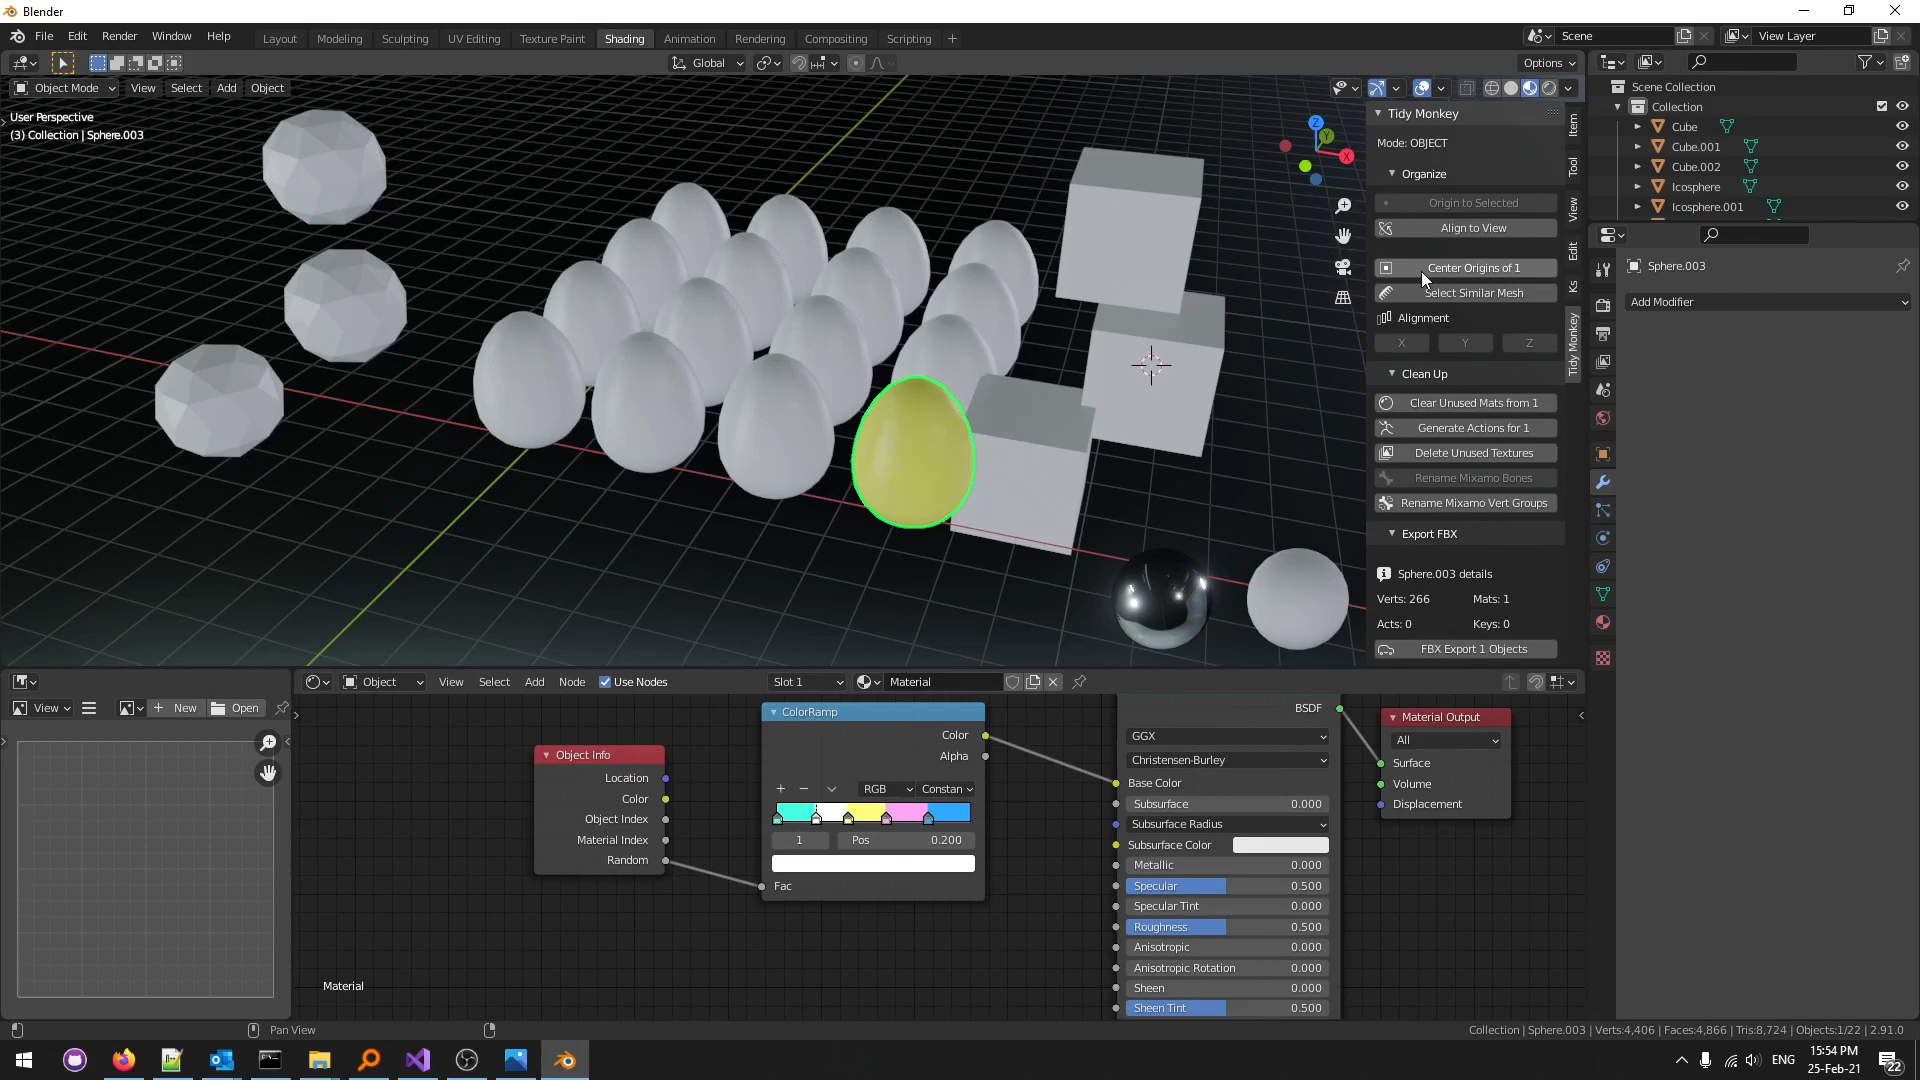 Blender
File Edit Render Window Help
Layout Modeling Sculpting UV Editing Texture Paint Shading Animation Rendering Compositing Scripting +
Scene
View Layer
Global
Options
Object Mode View Select Add Object
User Perspective
(3) Collection | Sphere.003
Z
Y
X
Tidy Monkey
Mode: OBJECT
Organize
Origin to Selected
Align to View
Center Origins of 1
Select Similar Mesh
Alignment
X Y Z
Clean Up
Clear Unused Mats from 1
Generate Actions for 1
Delete Unused Textures
Rename Mixamo Bones
Rename Mixamo Vert Groups
Export FBX
Sphere.003 details
Verts: 266 Mats: 1
Acts: 0 Keys: 0
FBX Export 1 Objects
Item
Tool
View
Edit
Ks
Tidy Monkey
Scene Collection
Collection
Cube
Cube.001
Cube.002
Icosphere
Icosphere.001
Sphere.003
Add Modifier
View
New
Open
Object View Select Add Node Use Nodes
Slot 1
Material
Object Info
Location
Color
Object Index
Material Index
Random
ColorRamp
Color
Alpha
RGB Constan
1 Pos 0.200
Fac
BSDF
GGX
Christensen-Burley
Base Color
Subsurface 0.000
Subsurface Radius
Subsurface Color
Metallic 0.000
Specular 0.500
Specular Tint 0.000
Roughness 0.500
Anisotropic 0.000
Anisotropic Rotation 0.000
Sheen 0.000
Sheen Tint 0.500
Material Output
All
Surface
Volume
Displacement
Material
Pan View
Collection | Sphere.003 | Verts:4,406 | Faces:4,866 | Tris:8,724 | Objects:1/22 | 2.91.0
ENG
15:54 PM
25-Feb-21
22